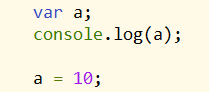 var a;
console.log(a);
a = 10;